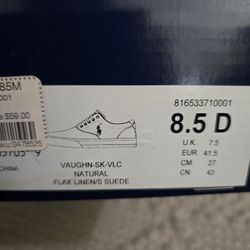 85M
001
:$59.00
:0478525
CHINA
VAUGHN-SK-VLC
NATURAL
FLAX LINEN/S SUEDE
816533710001
8.5 D
U.K. 7.5
EUR 41.5
CM 27
CN: 42